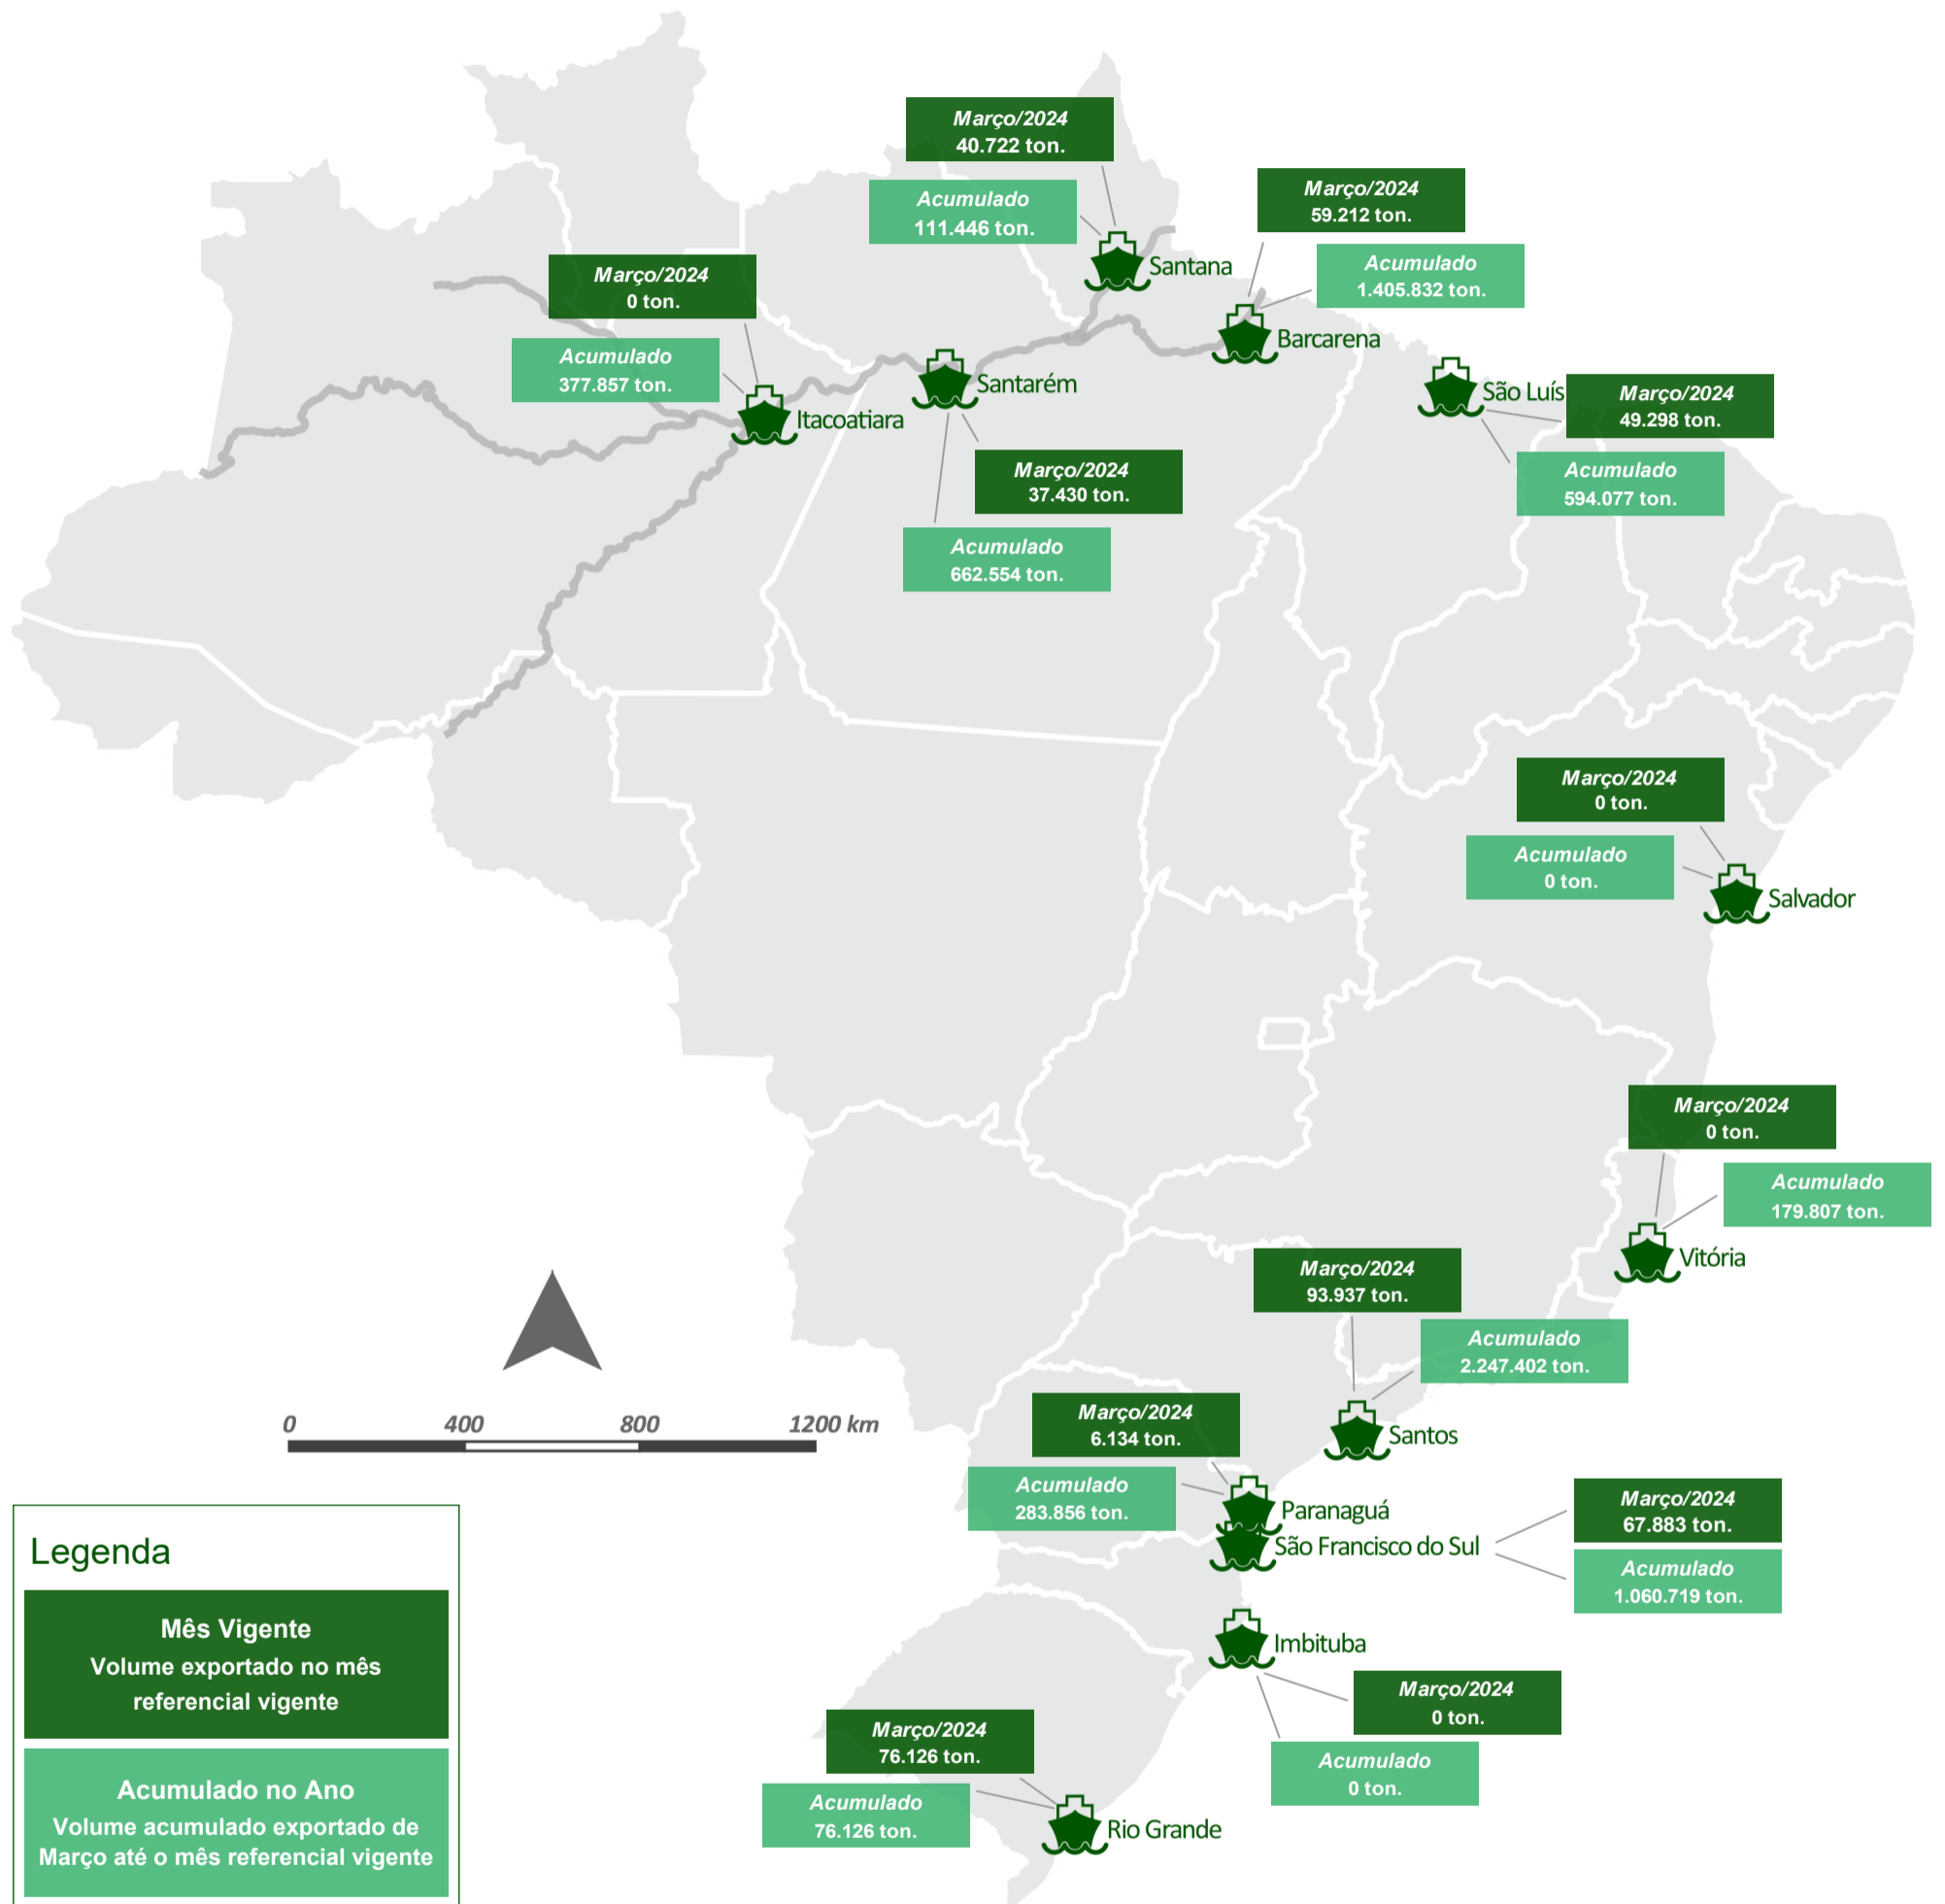 Março/2024
40.722 ton.
Acumulado
111.446 ton.
Santana
Março/2024
59.212 ton.
Acumulado
1.405.832 ton.
Barcarena
Março/2024
0 ton.
Acumulado
377.857 ton.
Itacoatiara
Santarém
Março/2024
37.430 ton.
Acumulado
662.554 ton.
São Luís
Março/2024
49.298 ton.
Acumulado
594.077 ton.
Março/2024
0 ton.
Acumulado
0 ton.
Salvador
Março/2024
0 ton.
Acumulado
179.807 ton.
Vitória
Março/2024
93.937 ton.
Acumulado
2.247.402 ton.
Santos
Março/2024
6.134 ton.
Acumulado
283.856 ton.
Paranaguá
São Francisco do Sul
Março/2024
67.883 ton.
Acumulado
1.060.719 ton.
Imbituba
Março/2024
0 ton.
Acumulado
0 ton.
Março/2024
76.126 ton.
Acumulado
76.126 ton.
Rio Grande
0 400 800 1200 km
Legenda
Mês Vigente
Volume exportado no mês
referencial vigente
Acumulado no Ano
Volume acumulado exportado de
Março até o mês referencial vigente